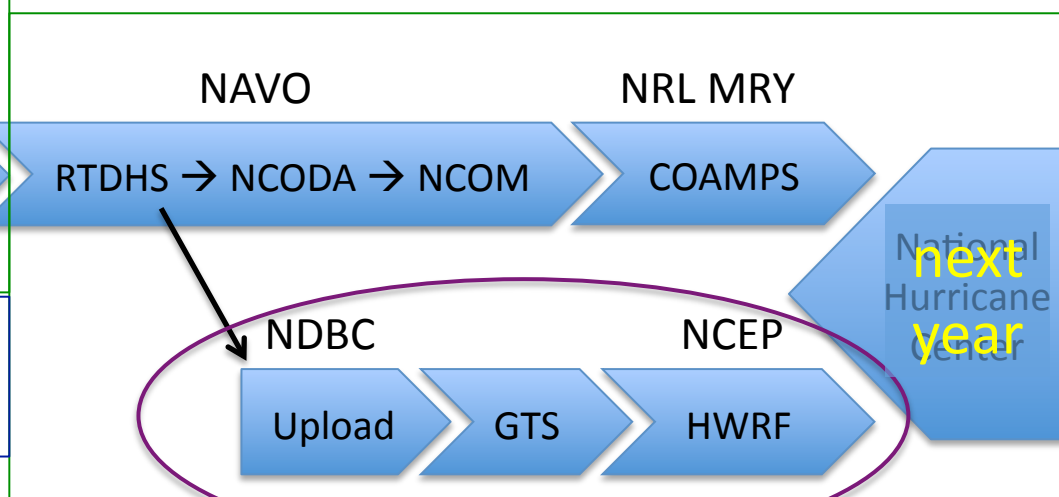 NAVO
NRL MRY
RTDHS → NCODA → NCOM
COAMPS
National
Hurricane
Center
next
year
NDBC
NCEP
Upload
GTS
HWRF